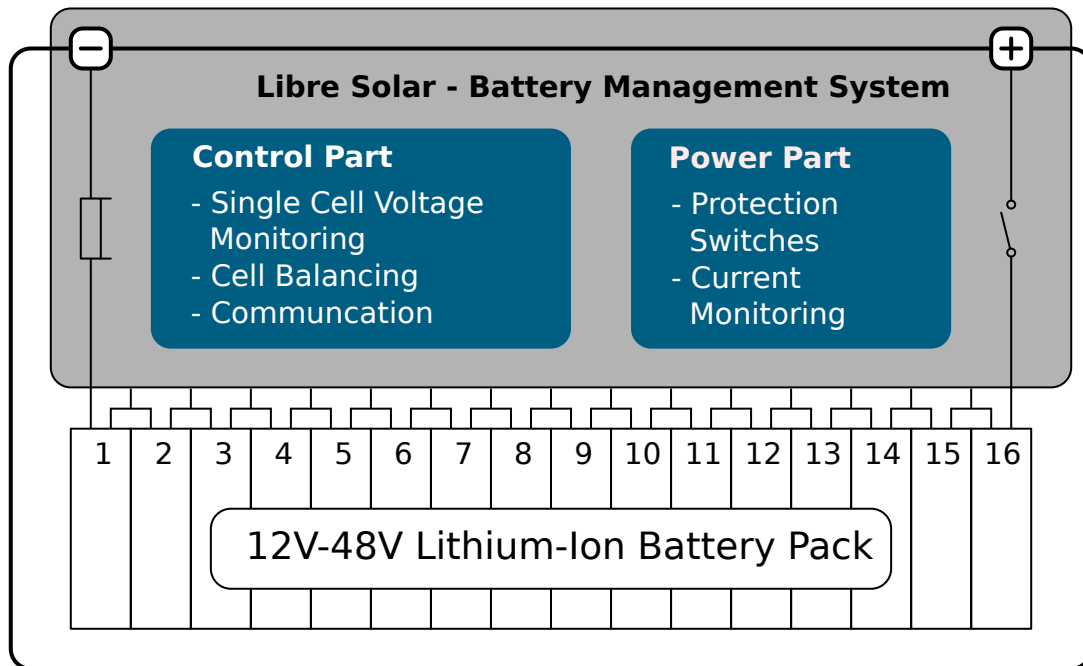 Libre Solar - Battery Management System
Control Part
- Single Cell Voltage
Monitoring
- Cell Balancing
- Communcation
Power Part
- Protection
Switches
- Current
Monitoring
1 2 3 4 5 6 7 8 9 10 11 12 13 14 15 16
12V-48V Lithium-Ion Battery Pack